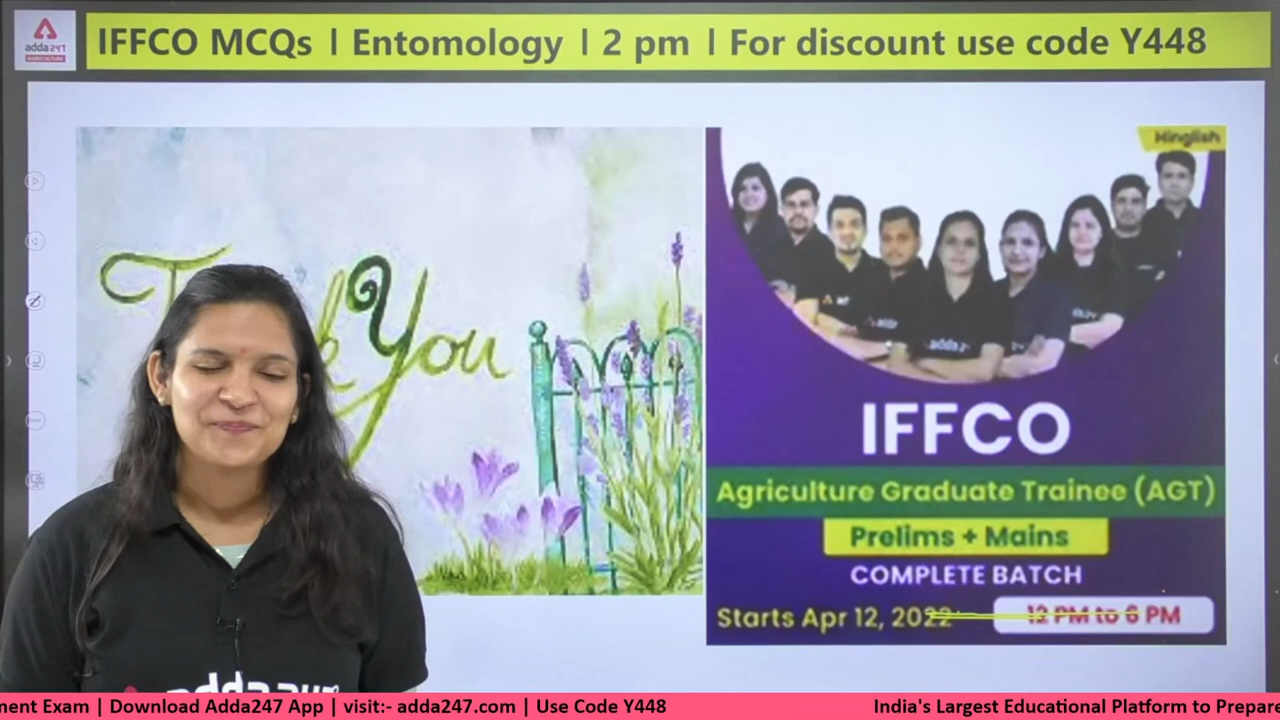 adda247
AGRICULTURE
IFFCO MCQs | Entomology | 2 pm | For discount use code Y448
Hinglish
You
IFFCO
Agriculture Graduate Trainee (AGT)
Prelims + Mains
COMPLETE BATCH
Starts Apr 12, 2022 12 PM to 6 PM
adda247
ment Exam | Download Adda247 App | visit:- adda247.com | Use Code Y448 India's Largest Educational Platform to Prepare